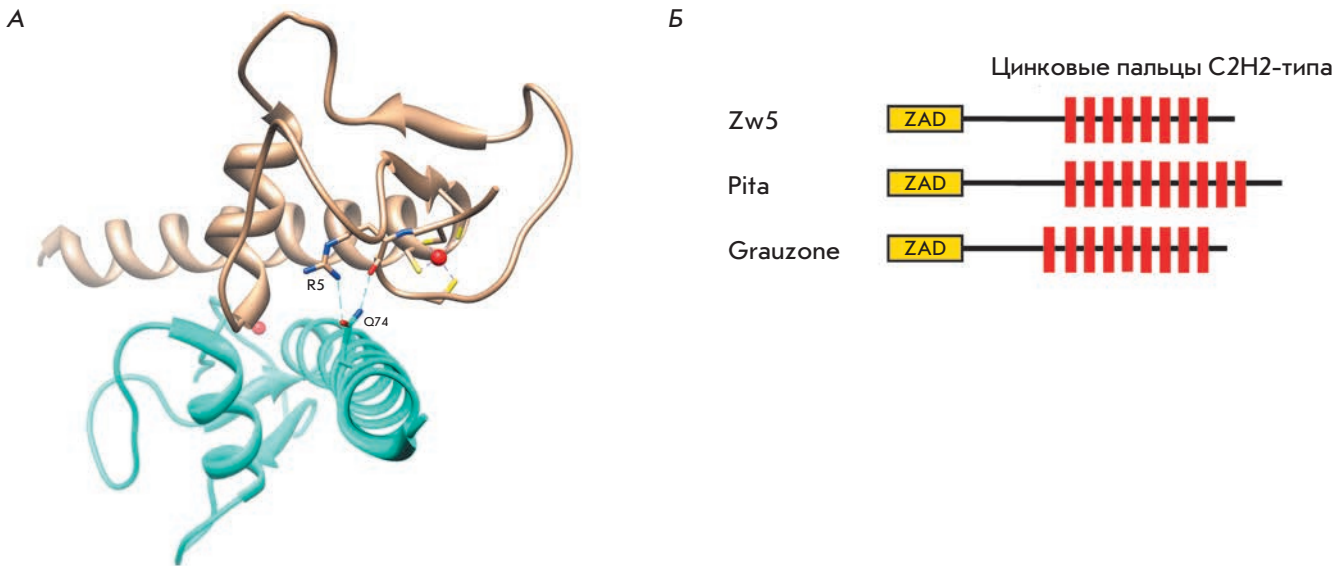 А
R5
Q74
Б
Цинковые пальцы C2H2-типа
Zw5
ZAD
Pita
ZAD
Grauzone
ZAD